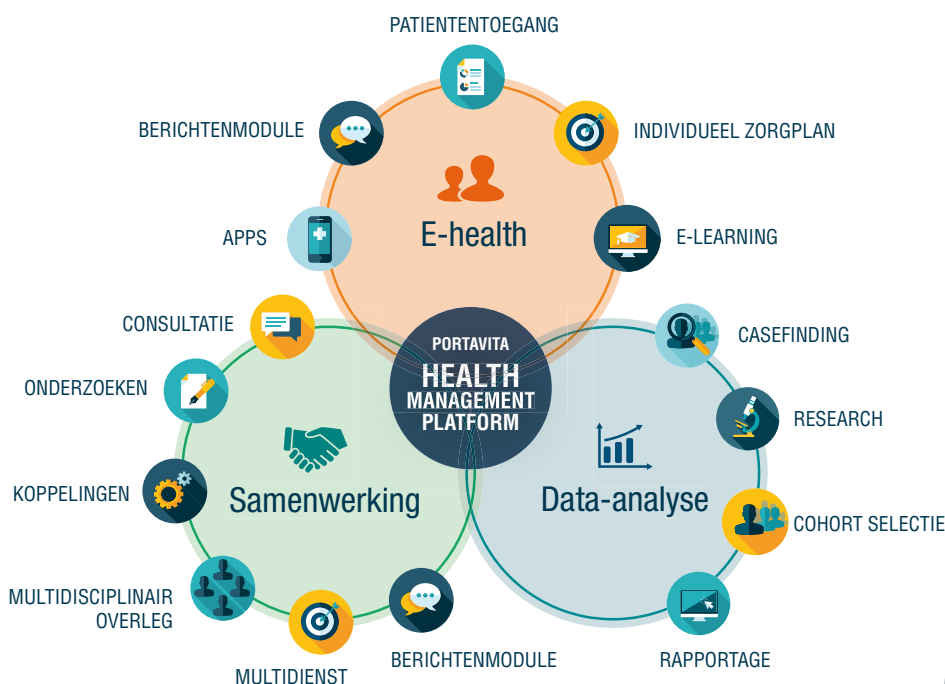 PATIENTENTOEGANG
BERICHTENMODULE
INDIVIDUEEL ZORGPLAN
APPS
E-health
E-LEARNING
CONSULTATIE
PORTAVITA
HEALTH
MANAGEMENT
PLATFORM
CASEFINDING
ONDERZOEKEN
RESEARCH
KOPPELINGEN
Samenwerking
Data-analyse
COHORT SELECTIE
MULTIDISCIPLINAIR
OVERLEG
MULTIDIENST
BERICHTENMODULE
RAPPORTAGE